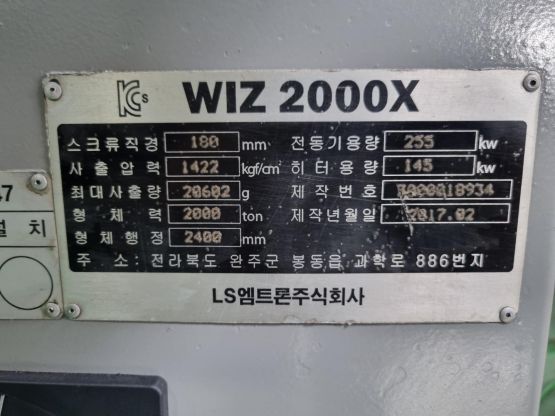 KCs WIZ 2000X
스크류직경 180 mm 전동기용량 255 kw
사출압력 1422 kgf/cm 히터용량 145 kw
최대사출량 20602 g 제작번호
형체력 2000 ton 제작년월일 2017.02
형체행정 2400 mm
주 소: 전라북도 완주군 봉동읍 과학로 886번지
LS엠트론주식회사
치